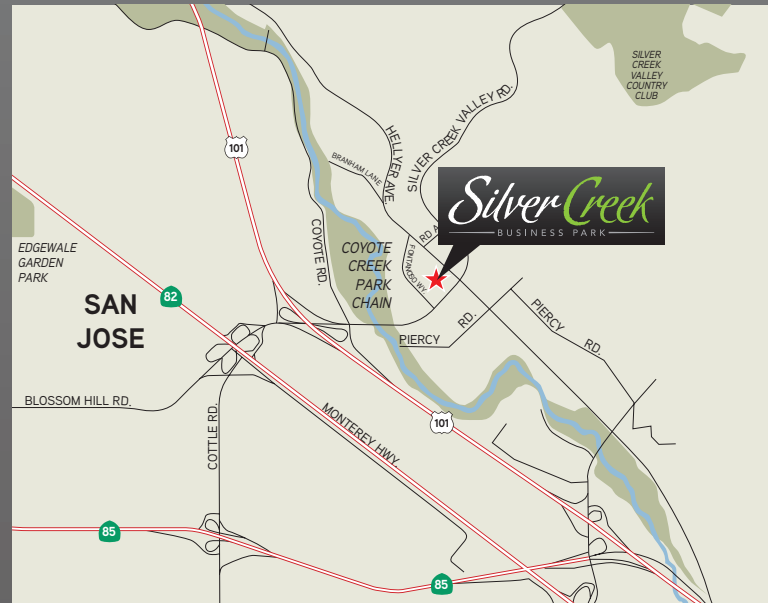 SILVER
CREEK
VALLEY
COUNTRY
CLUB
SILVER CREEK VALLEY RD.
HELLYER AVE.
BRANHAM LANE
101
Silver Creek
BUSINESS PARK
RD A
FONTANOSO WY
COYOTE RD.
COYOTE
CREEK
PARK
CHAIN
EDGEWALE
GARDEN
PARK
82
SAN
JOSE
PIERCY RD.
PIERCY RD.
BLOSSOM HILL RD.
COTTLE RD.
MONTEREY HWY.
101
85
85